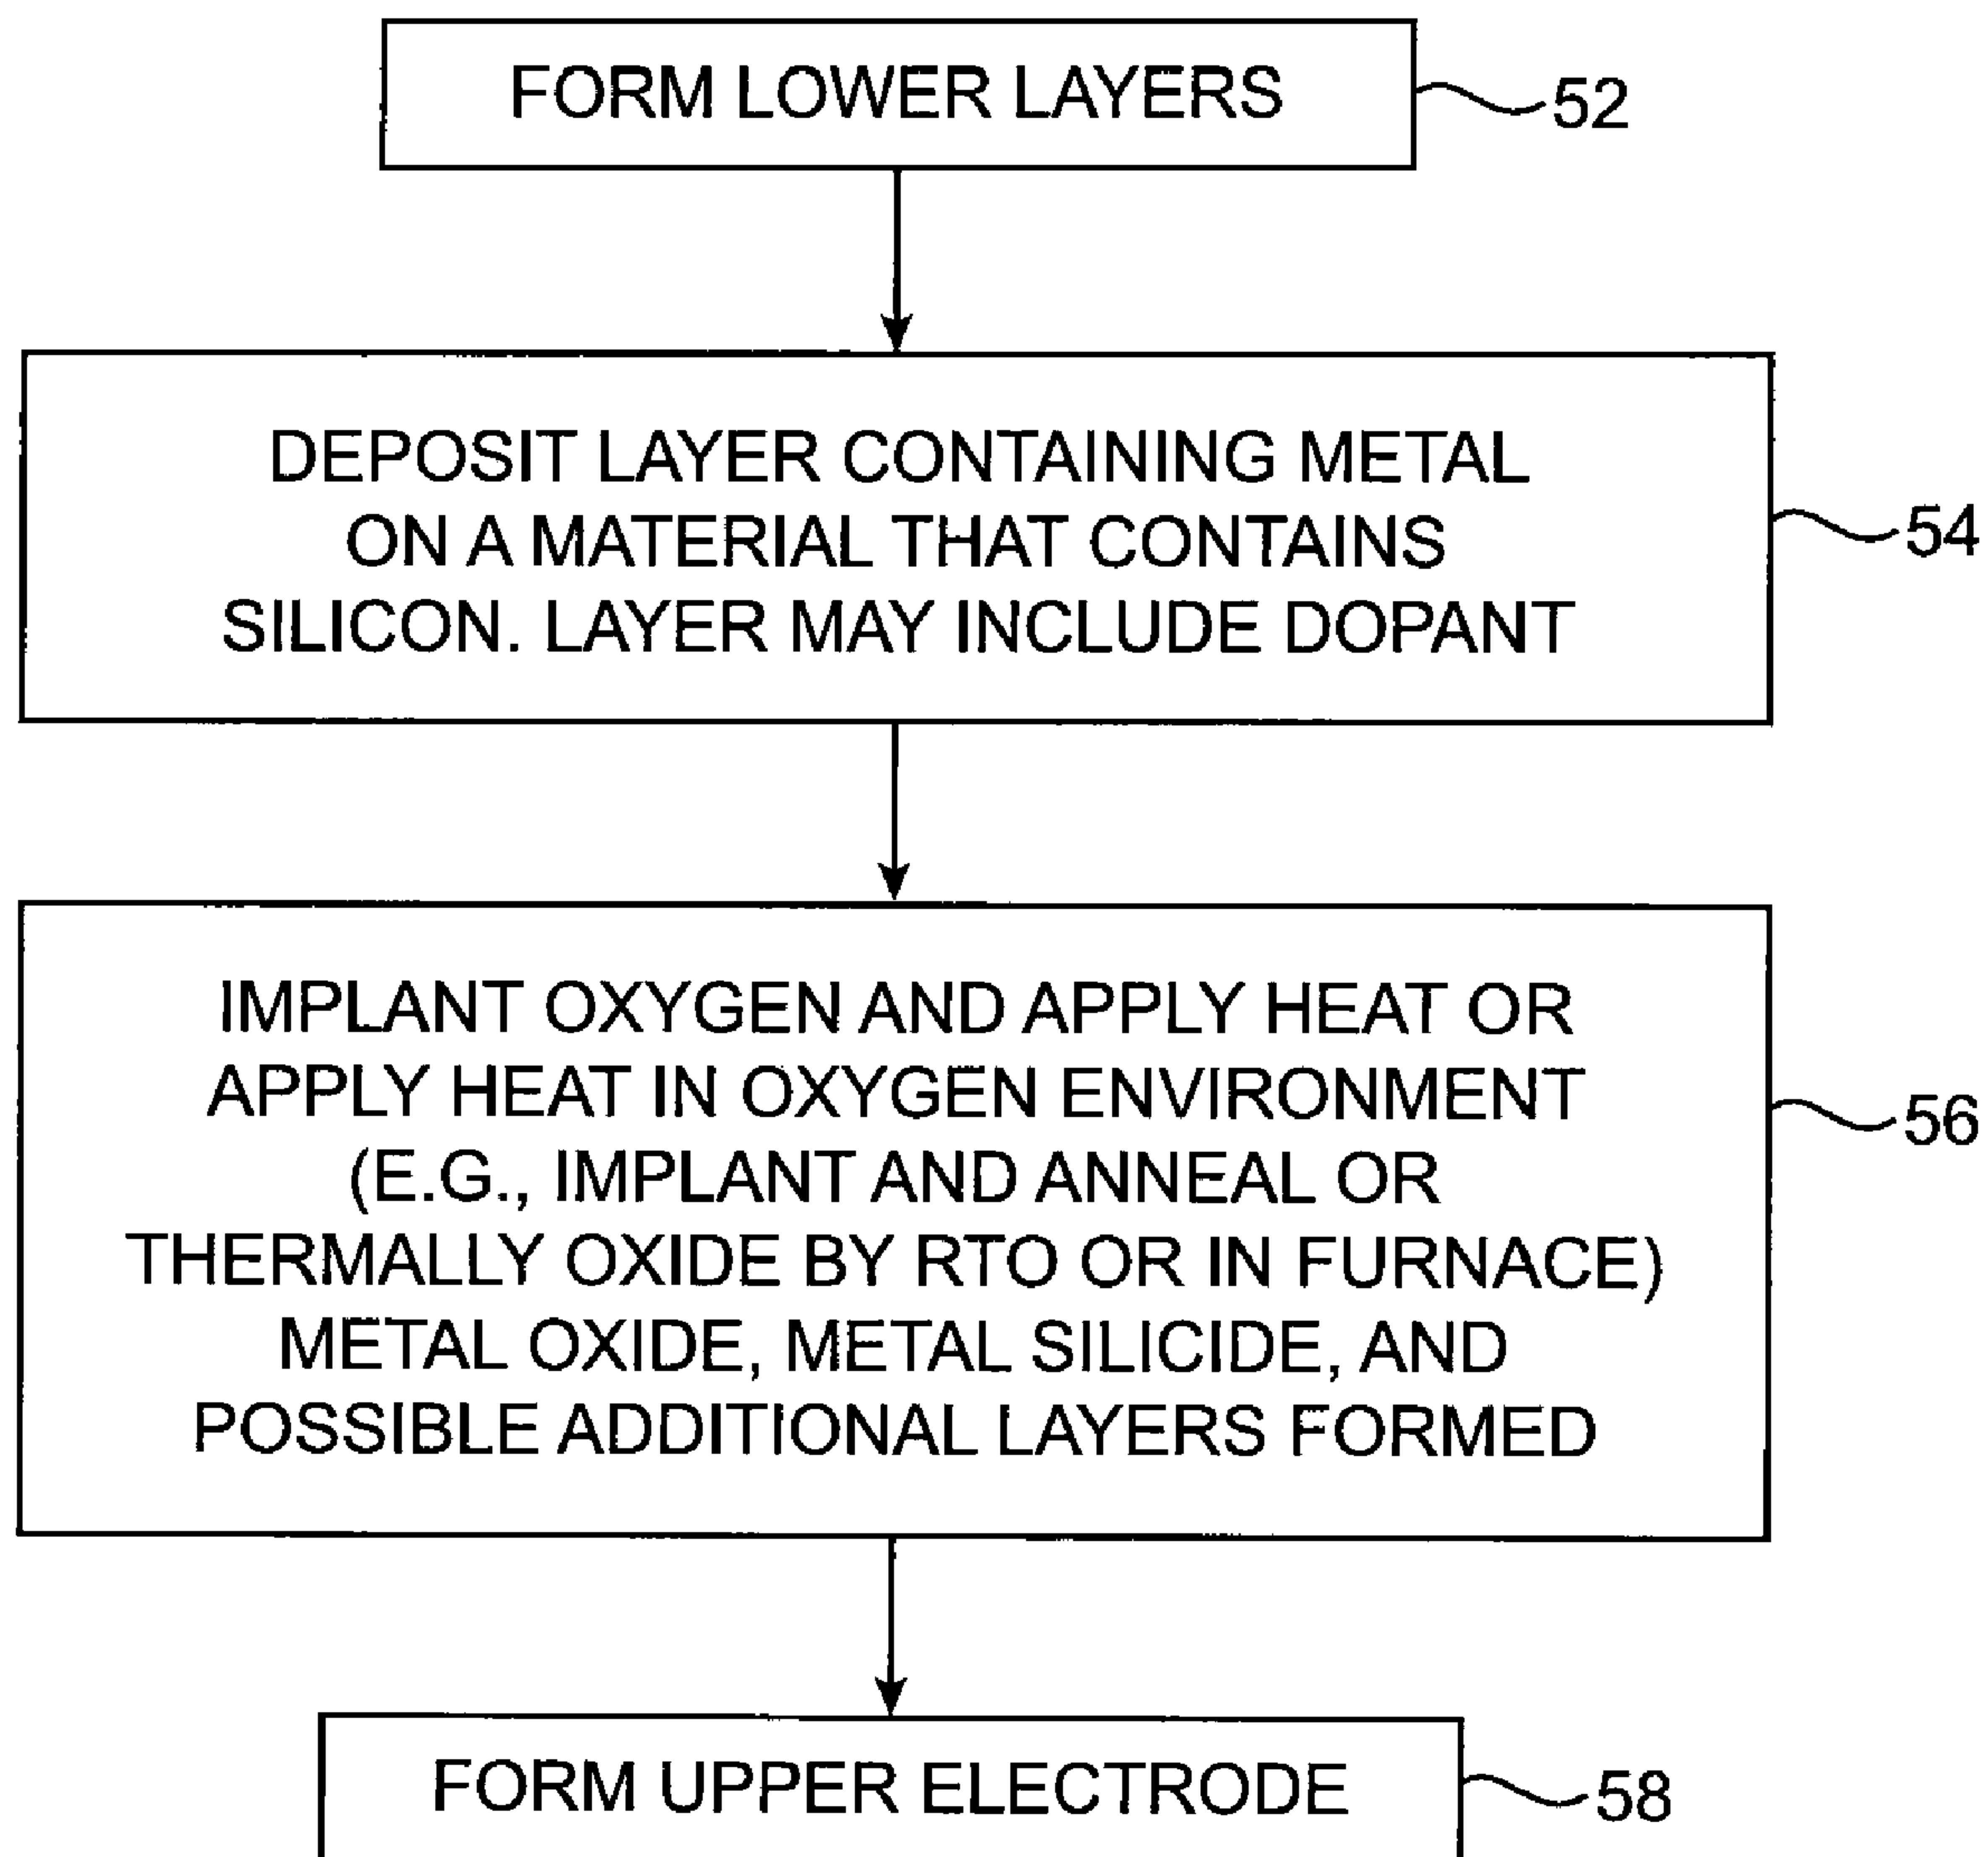 FORM LOWER LAYERS
52
DEPOSIT LAYER CONTAINING METAL
ON A MATERIAL THAT CONTAINS
SILICON. LAYER MAY INCLUDE DOPANT
54
IMPLANT OXYGEN AND APPLY HEAT OR
APPLY HEAT IN OXYGEN ENVIRONMENT
(E.G., IMPLANT AND ANNEAL OR
THERMALLY OXIDE BY RTO OR IN FURNACE)
METAL OXIDE, METAL SILICIDE, AND
POSSIBLE ADDITIONAL LAYERS FORMED
56
FORM UPPER ELECTRODE
58